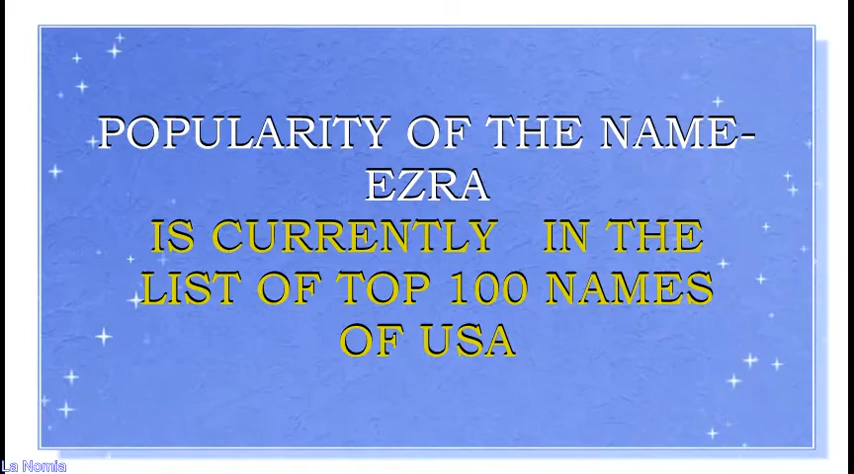 POPULARITY OF THE NAME-
EZRA
IS CURRENTLY IN THE
LIST OF TOP 100 NAMES
OF USA
La Nomia